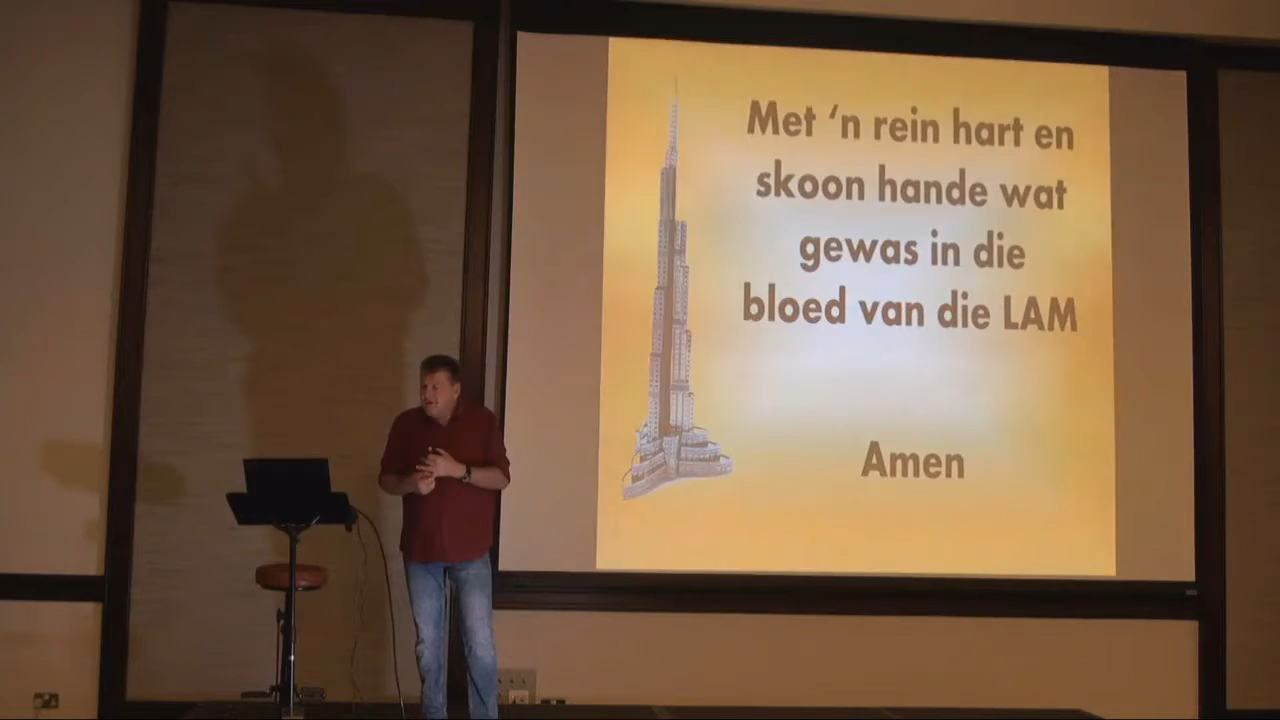 Met ‘n rein hart en
skoon hande wat
gewas in die
bloed van die LAM
Amen